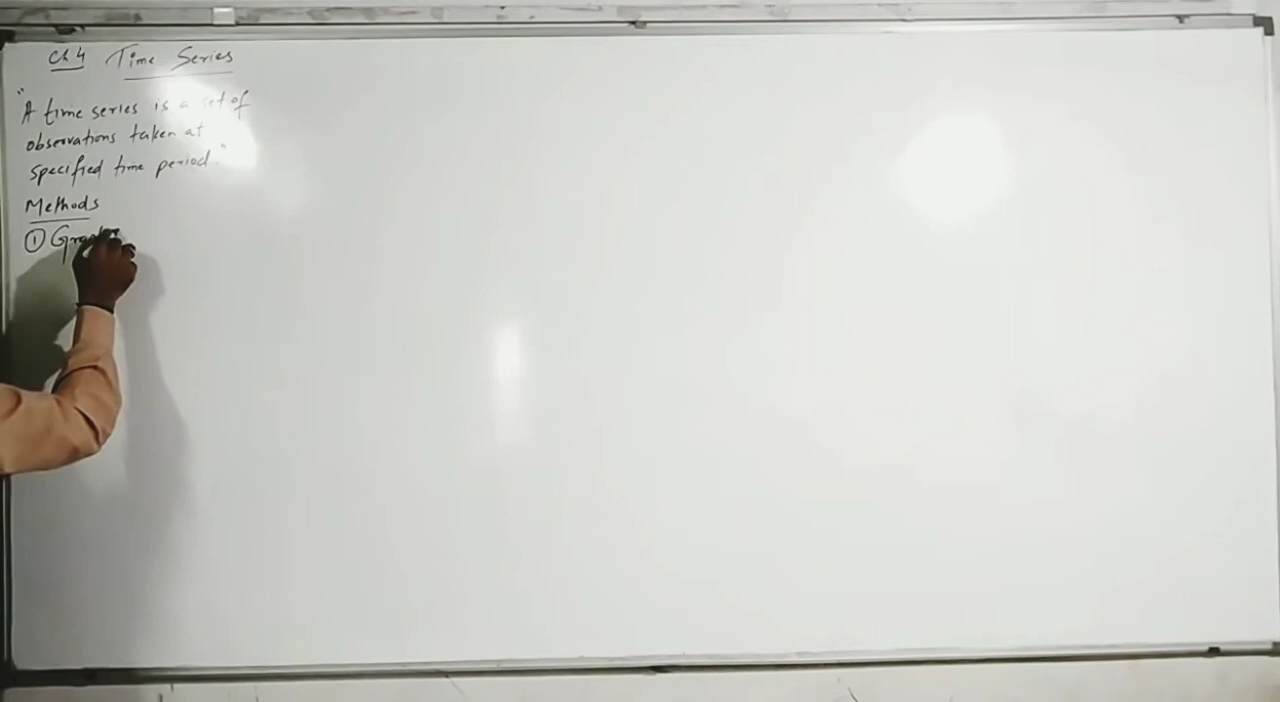 Ch 4 Time Series
"A time series is a set of
observations taken at
specified time period."
Methods
①